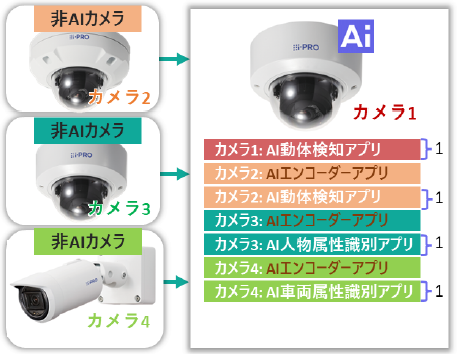 非AIカメラ
i-PRO
カメラ2
非AIカメラ
i-PRO
カメラ3
非AIカメラ
カメラ4
i-PRO
Ai
カメラ1
カメラ1: AI動体検知アプリ
1
カメラ2: AIエンコーダーアプリ
カメラ2: AI動体検知アプリ
1
カメラ3: AIエンコーダーアプリ
カメラ3: AI人物属性識別アプリ
1
カメラ4: AIエンコーダーアプリ
カメラ4: AI車両属性識別アプリ
1